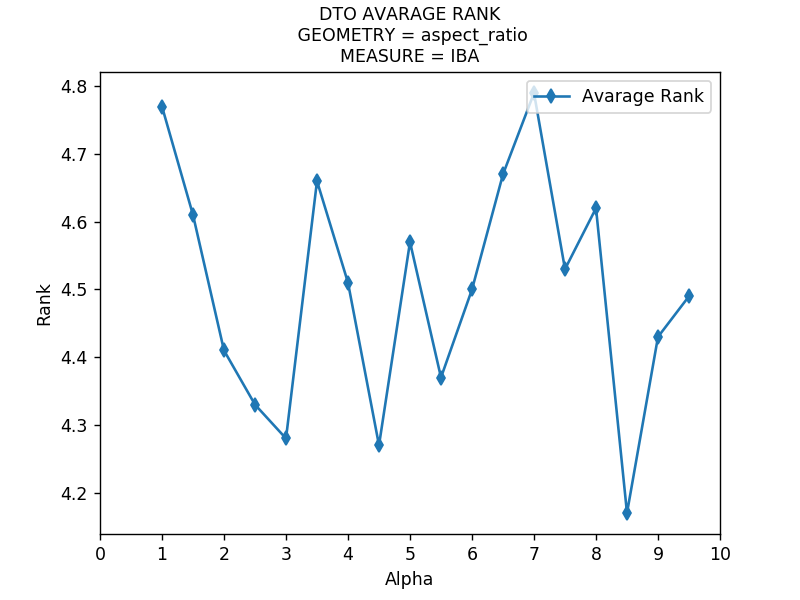 DTO AVARAGE RANK
GEOMETRY = aspect_ratio
MEASURE = IBA
Avarage Rank
4.8
4.7
4.6
4.5
4.4
4.3
4.2
Rank
0 1 2 3 4 5 6 7 8 9 10
Alpha